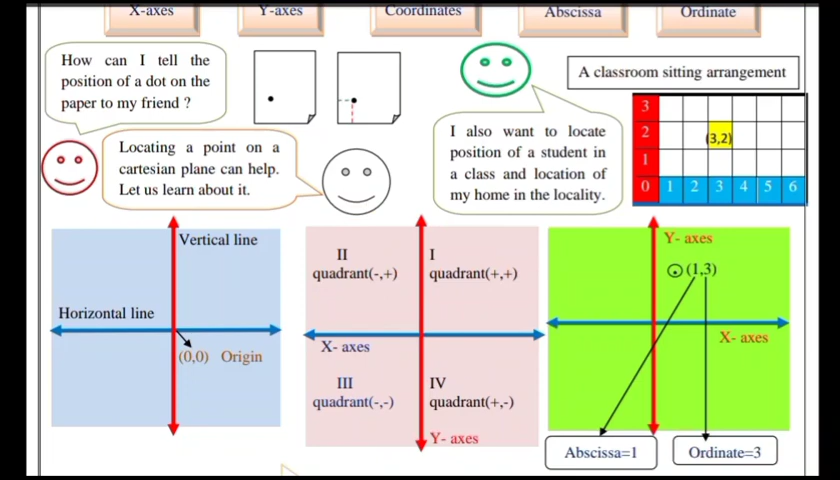 X-axes
Y-axes
Coordinates
Abscissa
Ordinate
How can I tell the
position of a dot on the
paper to my friend ?
A classroom sitting arrangement
Locating a point on a
cartesian plane can help.
Let us learn about it.
I also want to locate
position of a student in
a class and location of
my home in the locality.
3
2
(3,2)
1
0 1 2 3 4 5 6
Vertical line
Horizontal line
(0,0) Origin
II
quadrant(-,+)
I
quadrant(+,+)
X- axes
III
quadrant(-,-)
IV
quadrant(+,-)
Y- axes
Y- axes
(1,3)
X- axes
Abscissa=1
Ordinate=3